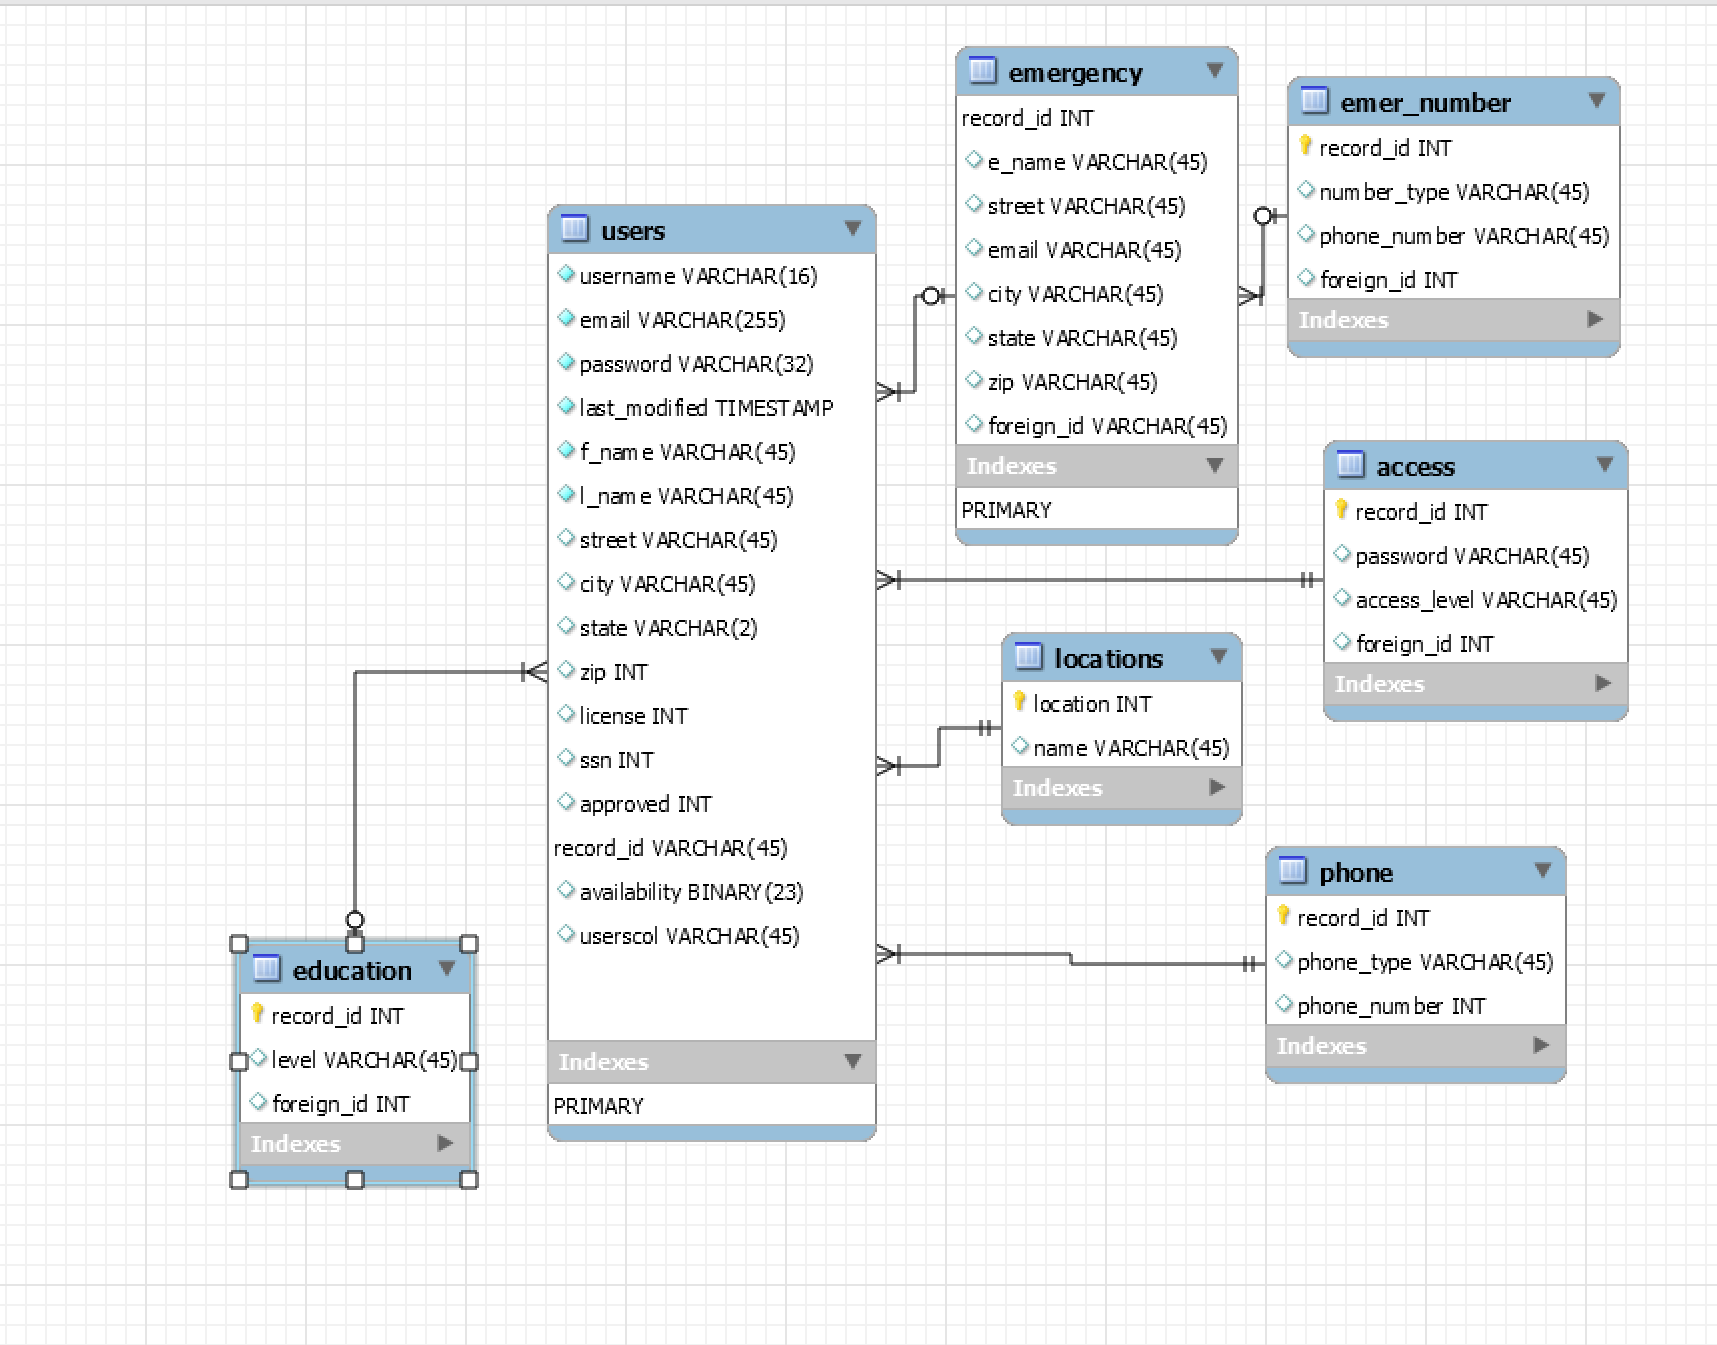 emergency
record_id INT
e_name VARCHAR(45)
street VARCHAR(45)
email VARCHAR(45)
city VARCHAR(45)
state VARCHAR(45)
zip VARCHAR(45)
foreign_id VARCHAR(45)
Indexes
PRIMARY
emer_number
record_id INT
number_type VARCHAR(45)
phone_number VARCHAR(45)
foreign_id INT
Indexes
users
username VARCHAR(16)
email VARCHAR(255)
password VARCHAR(32)
last_modified TIMESTAMP
f_name VARCHAR(45)
l_name VARCHAR(45)
street VARCHAR(45)
city VARCHAR(45)
state VARCHAR(2)
zip INT
license INT
ssn INT
approved INT
record_id VARCHAR(45)
availability BINARY(23)
userscol VARCHAR(45)
Indexes
PRIMARY
access
record_id INT
password VARCHAR(45)
access_level VARCHAR(45)
foreign_id INT
Indexes
locations
location INT
name VARCHAR(45)
Indexes
phone
record_id INT
phone_type VARCHAR(45)
phone_number INT
Indexes
education
record_id INT
level VARCHAR(45)
foreign_id INT
Indexes